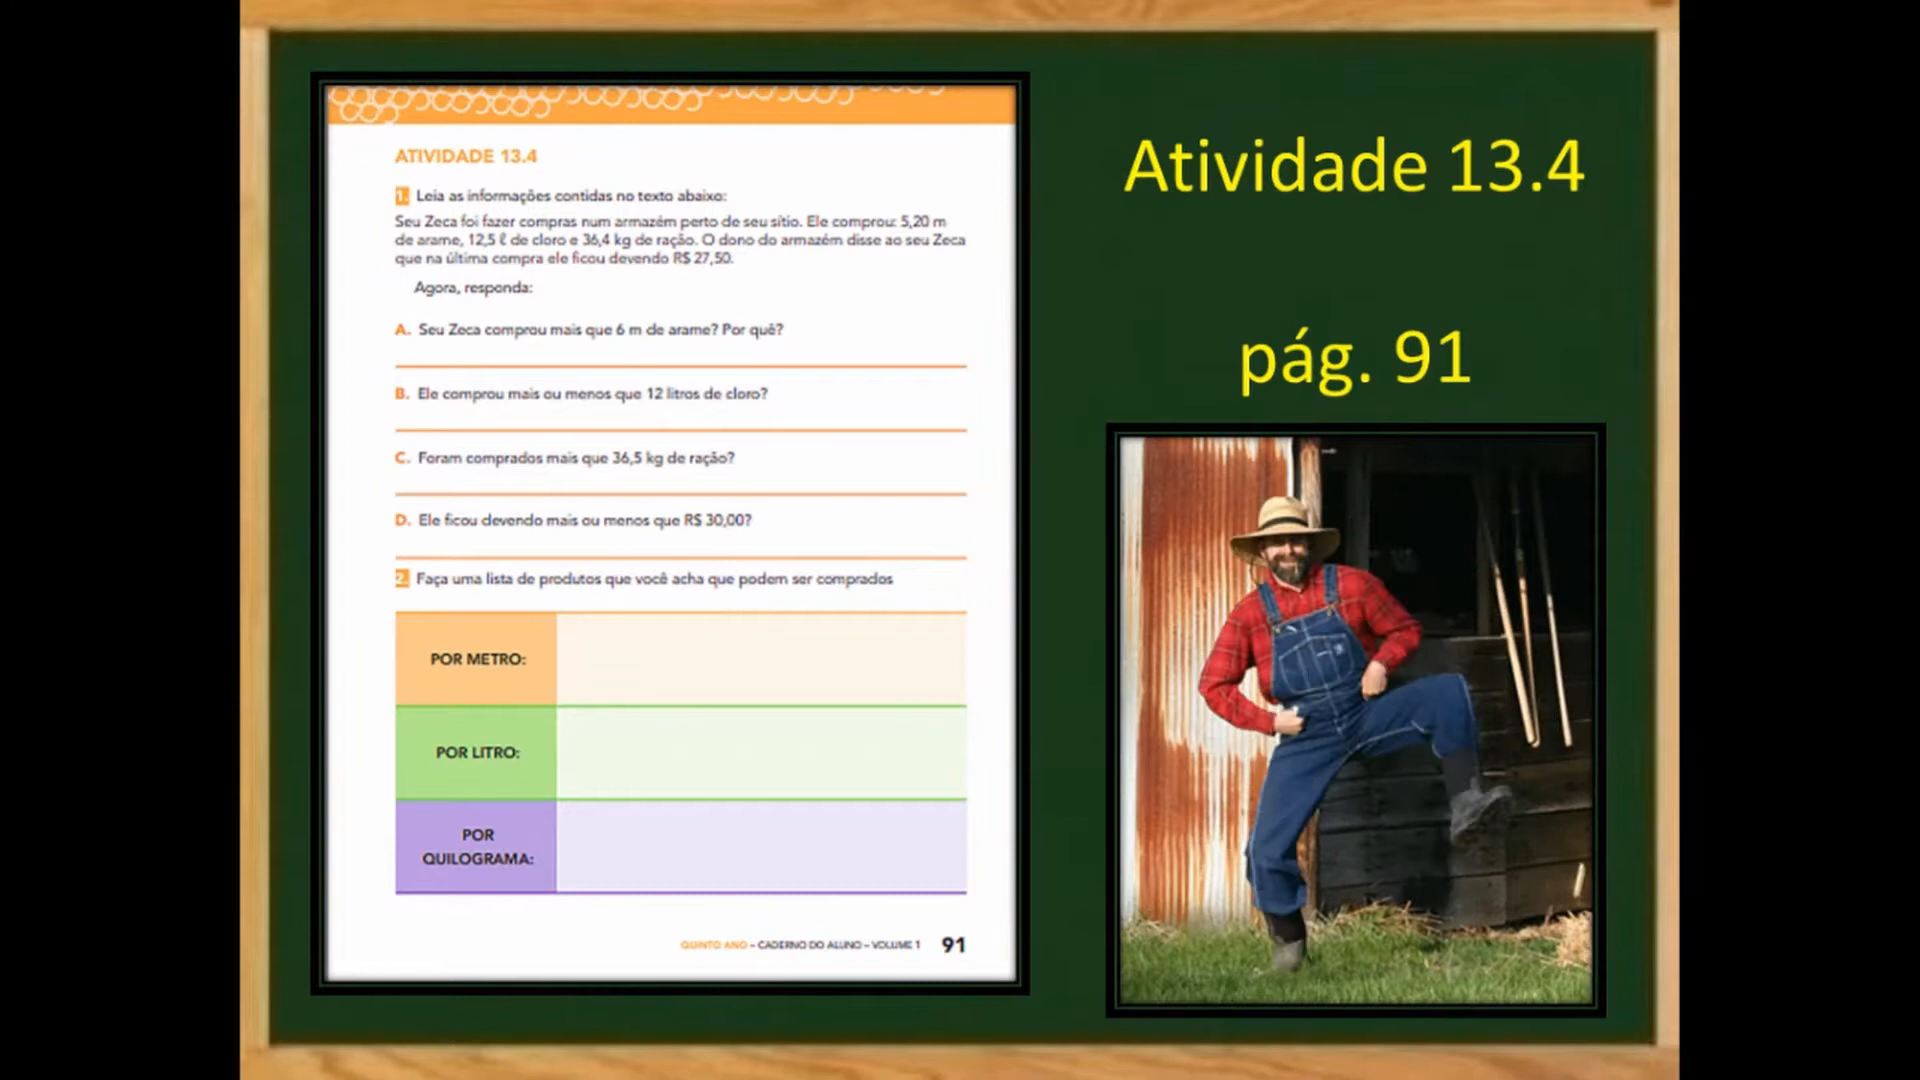 ATIVIDADE 13.4
1. Leia as informações contidas no texto abaixo:
Seu Zeca foi fazer compras num armazém perto de seu sítio. Ele comprou: 5,20 m
de arame, 12,5 ℓ de cloro e 36,4 kg de ração. O dono do armazém disse ao seu Zeca
que na última compra ele ficou devendo R$ 27,50.
Agora, responda:
A. Seu Zeca comprou mais que 6 m de arame? Por quê?
B. Ele comprou mais ou menos que 12 litros de cloro?
C. Foram comprados mais que 36,5 kg de ração?
D. Ele ficou devendo mais ou menos que R$ 30,00?
2. Faça uma lista de produtos que você acha que podem ser comprados
POR METRO:
POR LITRO:
POR
QUILOGRAMA:
QUINTO ANO – CADERNO DO ALUNO – VOLUME 1 91
Atividade 13.4
pág. 91